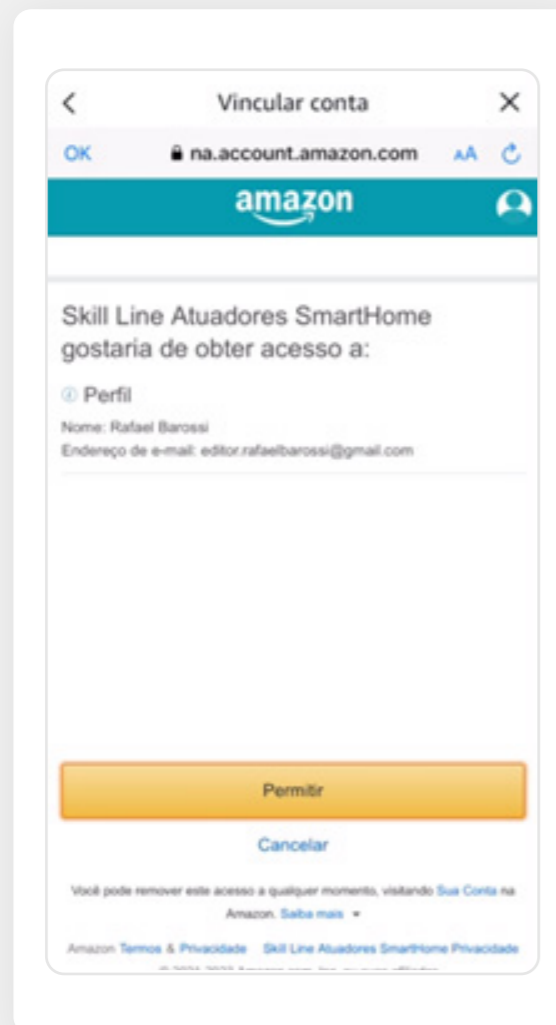 Vincular conta
OK na.account.amazon.com AA
amazon
Skill Line Atuadores SmartHome
gostaria de obter acesso a:
Perfil
Nome: Rafael Barossi
Endereço de e-mail: editor.rafaelbarossi@gmail.com
Permitir
Cancelar
Você pode remover este acesso a qualquer momento, visitando Sua Conta na
Amazon. Saiba mais
Amazon Termos & Privacidade Skill Line Atuadores SmartHome Privacidade